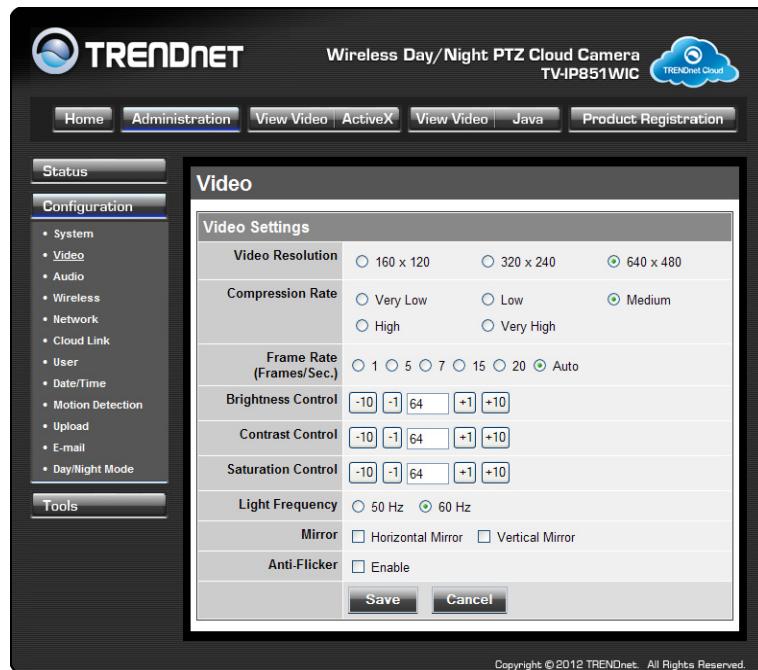 TRENDnet
Wireless Day/Night PTZ Cloud Camera
TV-IP851WIC
TRENDnet Cloud
Home Administration View Video ActiveX View Video Java Product Registration
Status
Configuration
• System
• Video
• Audio
• Wireless
• Network
• Cloud Link
• User
• Date/Time
• Motion Detection
• Upload
• E-mail
• Day/Night Mode
Tools
Video
Video Settings
Video Resolution 160 x 120 320 x 240 640 x 480
Compression Rate Very Low Low Medium
High Very High
Frame Rate
(Frames/Sec.) 1 5 7 15 20 Auto
Brightness Control -10 -1 64 +1 +10
Contrast Control -10 -1 64 +1 +10
Saturation Control -10 -1 64 +1 +10
Light Frequency 50 Hz 60 Hz
Mirror Horizontal Mirror Vertical Mirror
Anti-Flicker Enable
Save Cancel
Copyright © 2012 TRENDnet. All Rights Reserved.